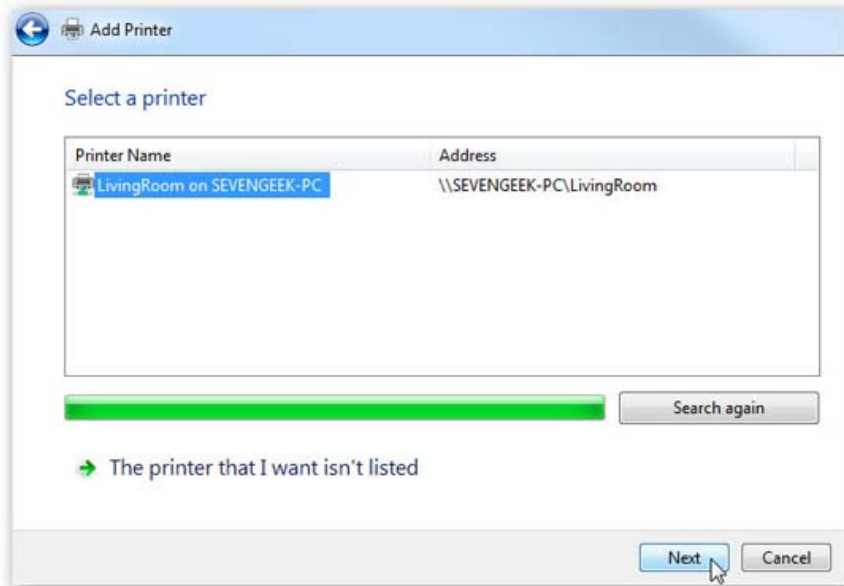 Add Printer
Select a printer
Printer Name Address
LivingRoom on SEVENGEEK-PC \\SEVENGEEK-PC\LivingRoom
Search again
The printer that I want isn't listed
Next Cancel